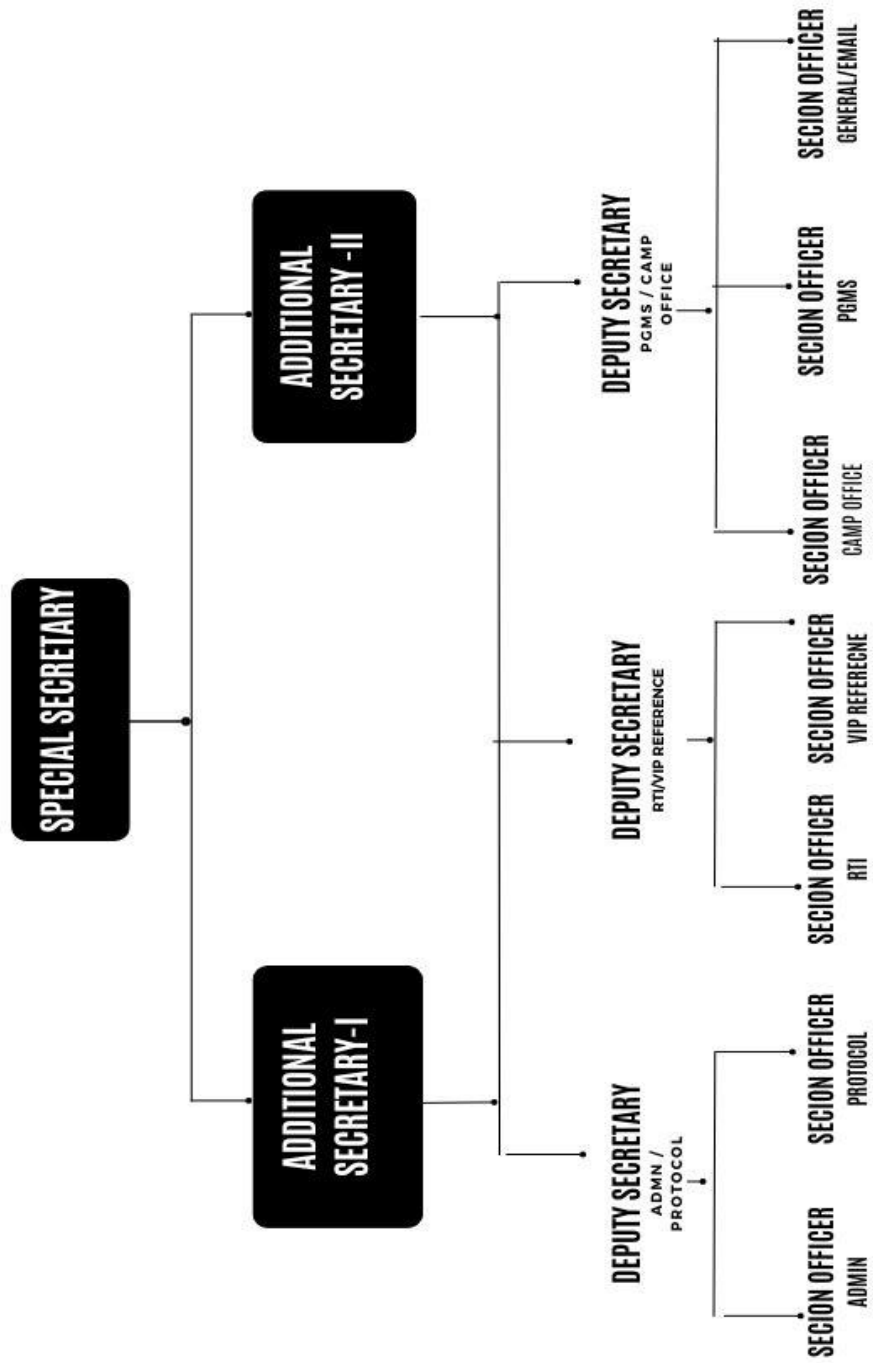 SPECIAL SECRETARY
ADDITIONAL
SECRETARY-I
ADDITIONAL
SECRETARY -II
DEPUTY SECRETARY
ADMN /
PROTOCOL
DEPUTY SECRETARY
RTI/VIP REFERENCE
DEPUTY SECRETARY
PGMS / CAMP
OFFICE
SECION OFFICER
ADMIN
SECION OFFICER
PROTOCOL
SECION OFFICER
RTI
SECION OFFICER
VIP REFERECNE
SECION OFFICER
CAMP OFFICE
SECION OFFICER
PGMS
SECION OFFICER
GENERAL/EMAIL